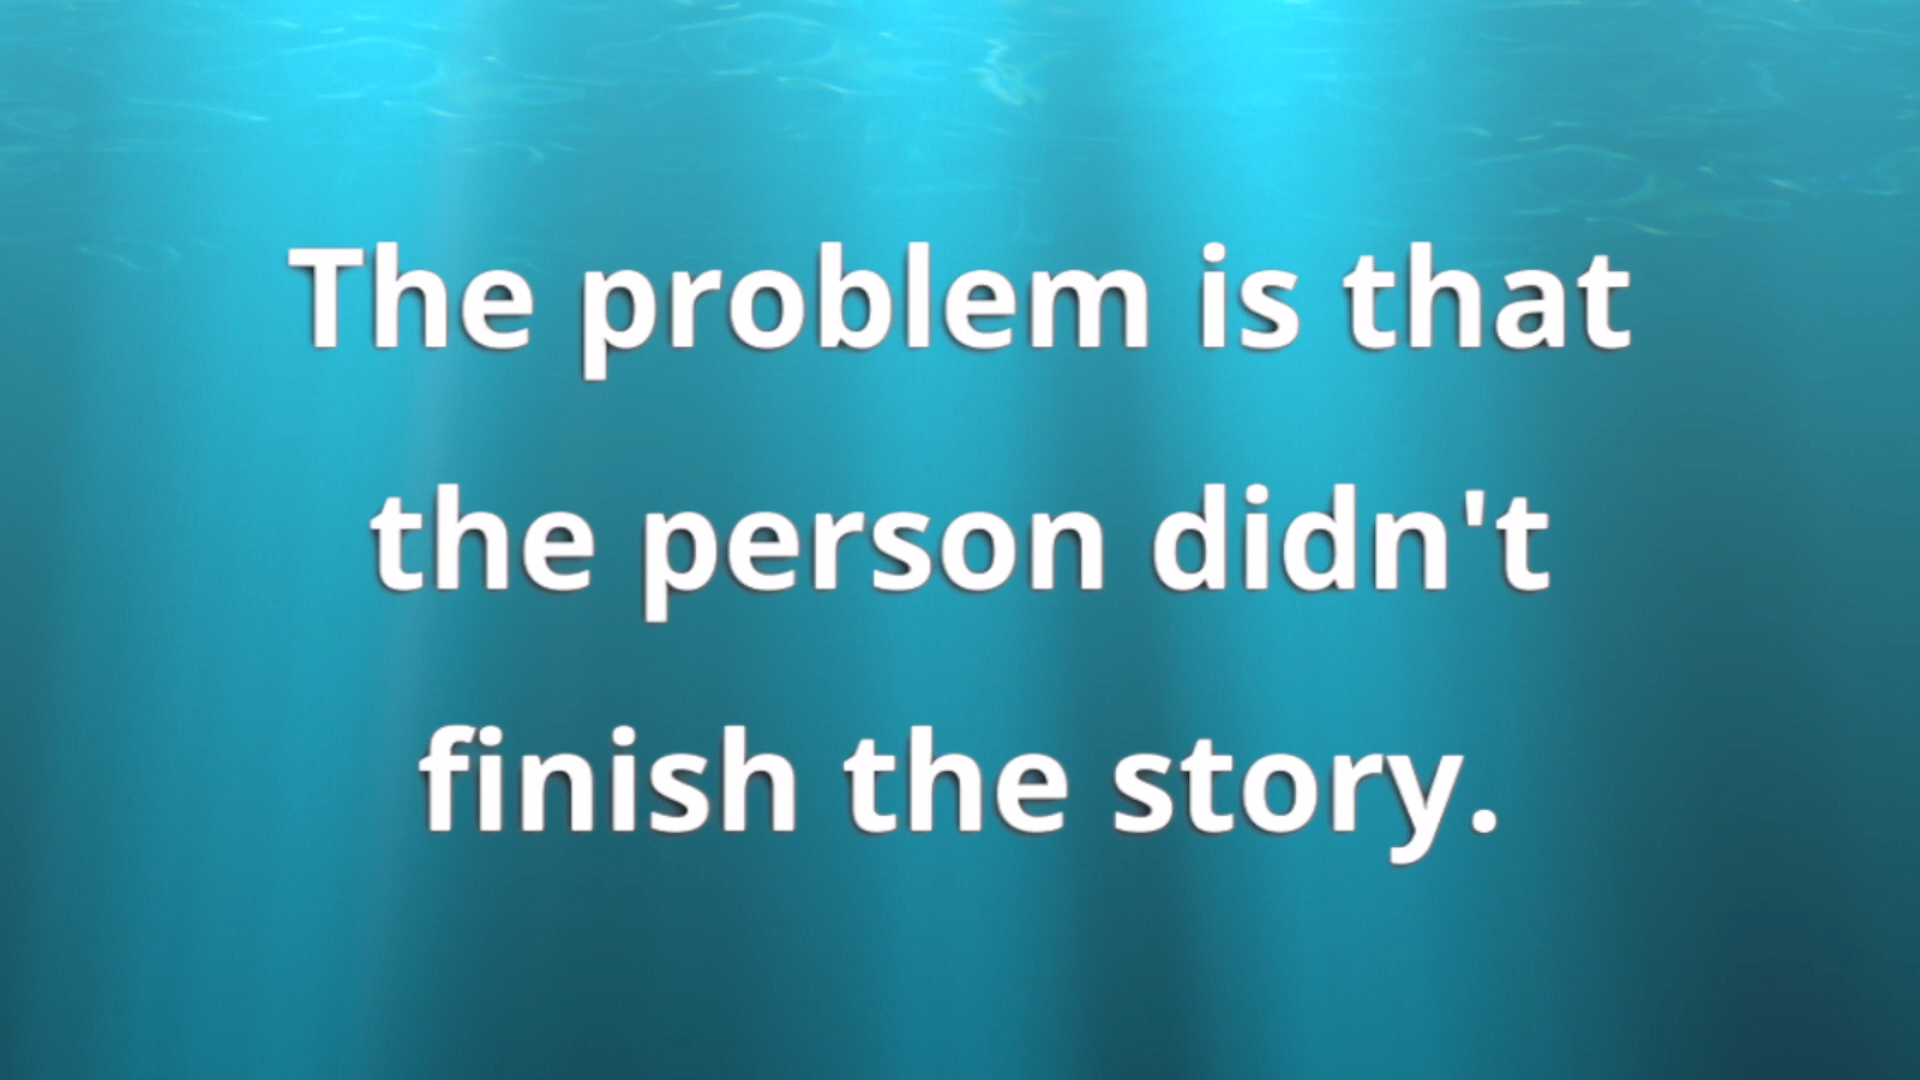 The problem is that
the person didn't
finish the story.